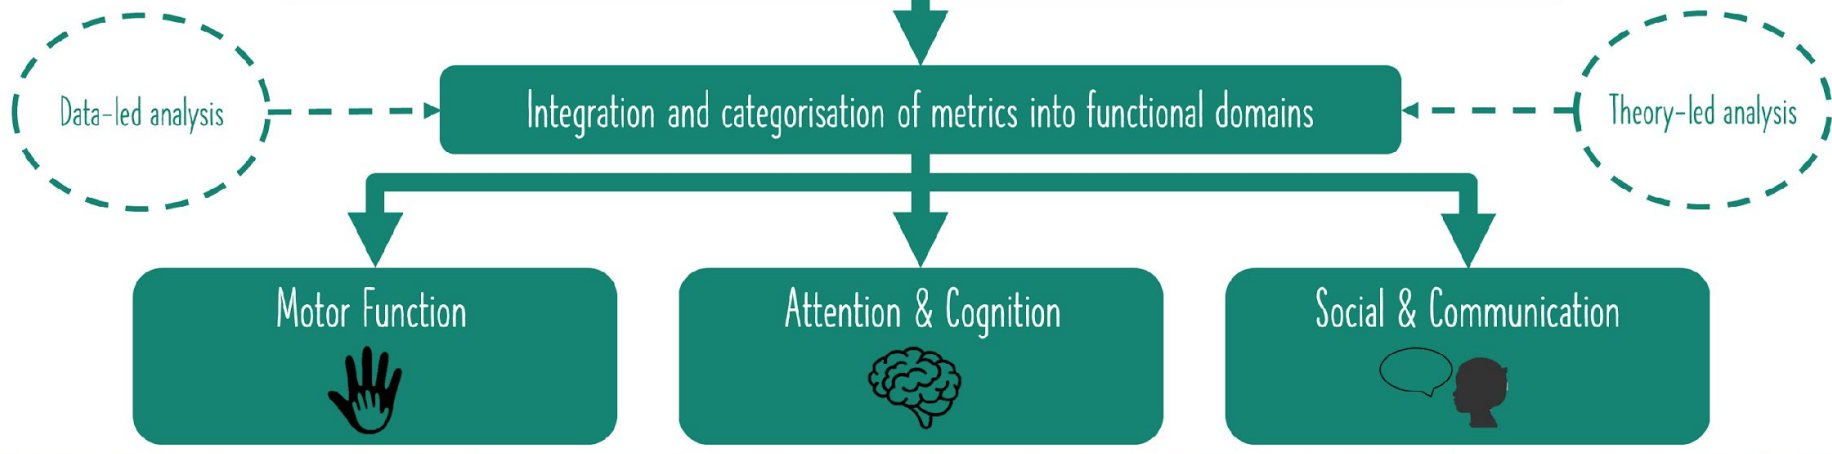 Data-led analysis
Integration and categorisation of metrics into functional domains
Theory-led analysis
Motor Function
Attention & Cognition
Social & Communication